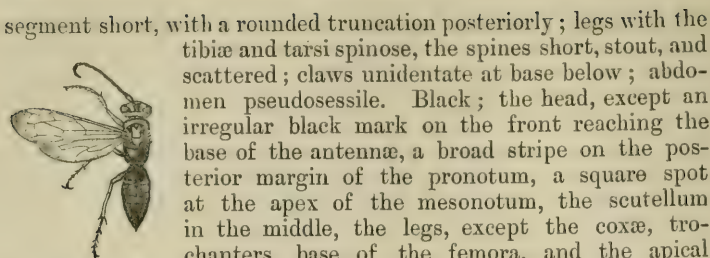 segment short, with a rounded truncation posteriorly; legs with the
tibiæ and tarsi spinose, the spines short, stout, and
scattered; claws unidentate at base below; abdo-
men pseudosessile. Black; the head, except an
irregular black mark on the front reaching the
base of the antennæ, a broad stripe on the pos-
terior margin of the pronotum, a square spot
at the apex of the mesonotum, the scutellum
in the middle, the legs, except the coxæ, tro-
chanters, base of the femora, and the apical